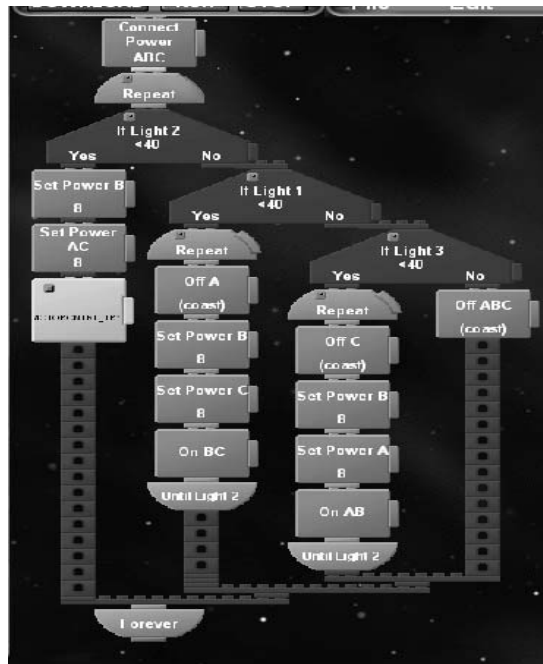 File Edit
Connect
Power
ABC
Repeat
If Light 2
<40
Yes No
Set Power B
8
Set Power
AC
8
If Light 1
<40
Yes No
Repeat
Off A
(coast)
Set Power B
8
Set Power C
8
On BC
Until Light 2
If Light 3
<40
Yes No
Repeat
Off C
(coast)
Set Power B
8
Set Power A
8
On AB
Until Light 2
Off ABC
(coast)
Forever